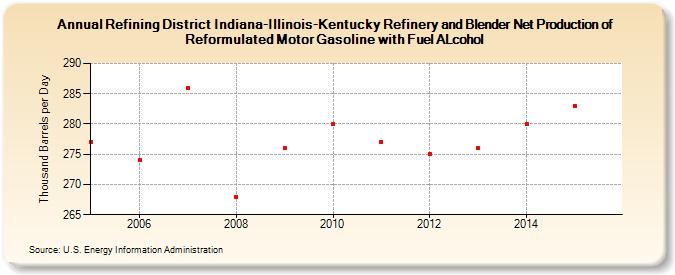 Annual Refining District Indiana-Illinois-Kentucky Refinery and Blender Net Production of
Reformulated Motor Gasoline with Fuel ALcohol
Thousand Barrels per Day
290
285
280
275
270
265
2006
2008
2010
2012
2014
Source: U.S. Energy Information Administration